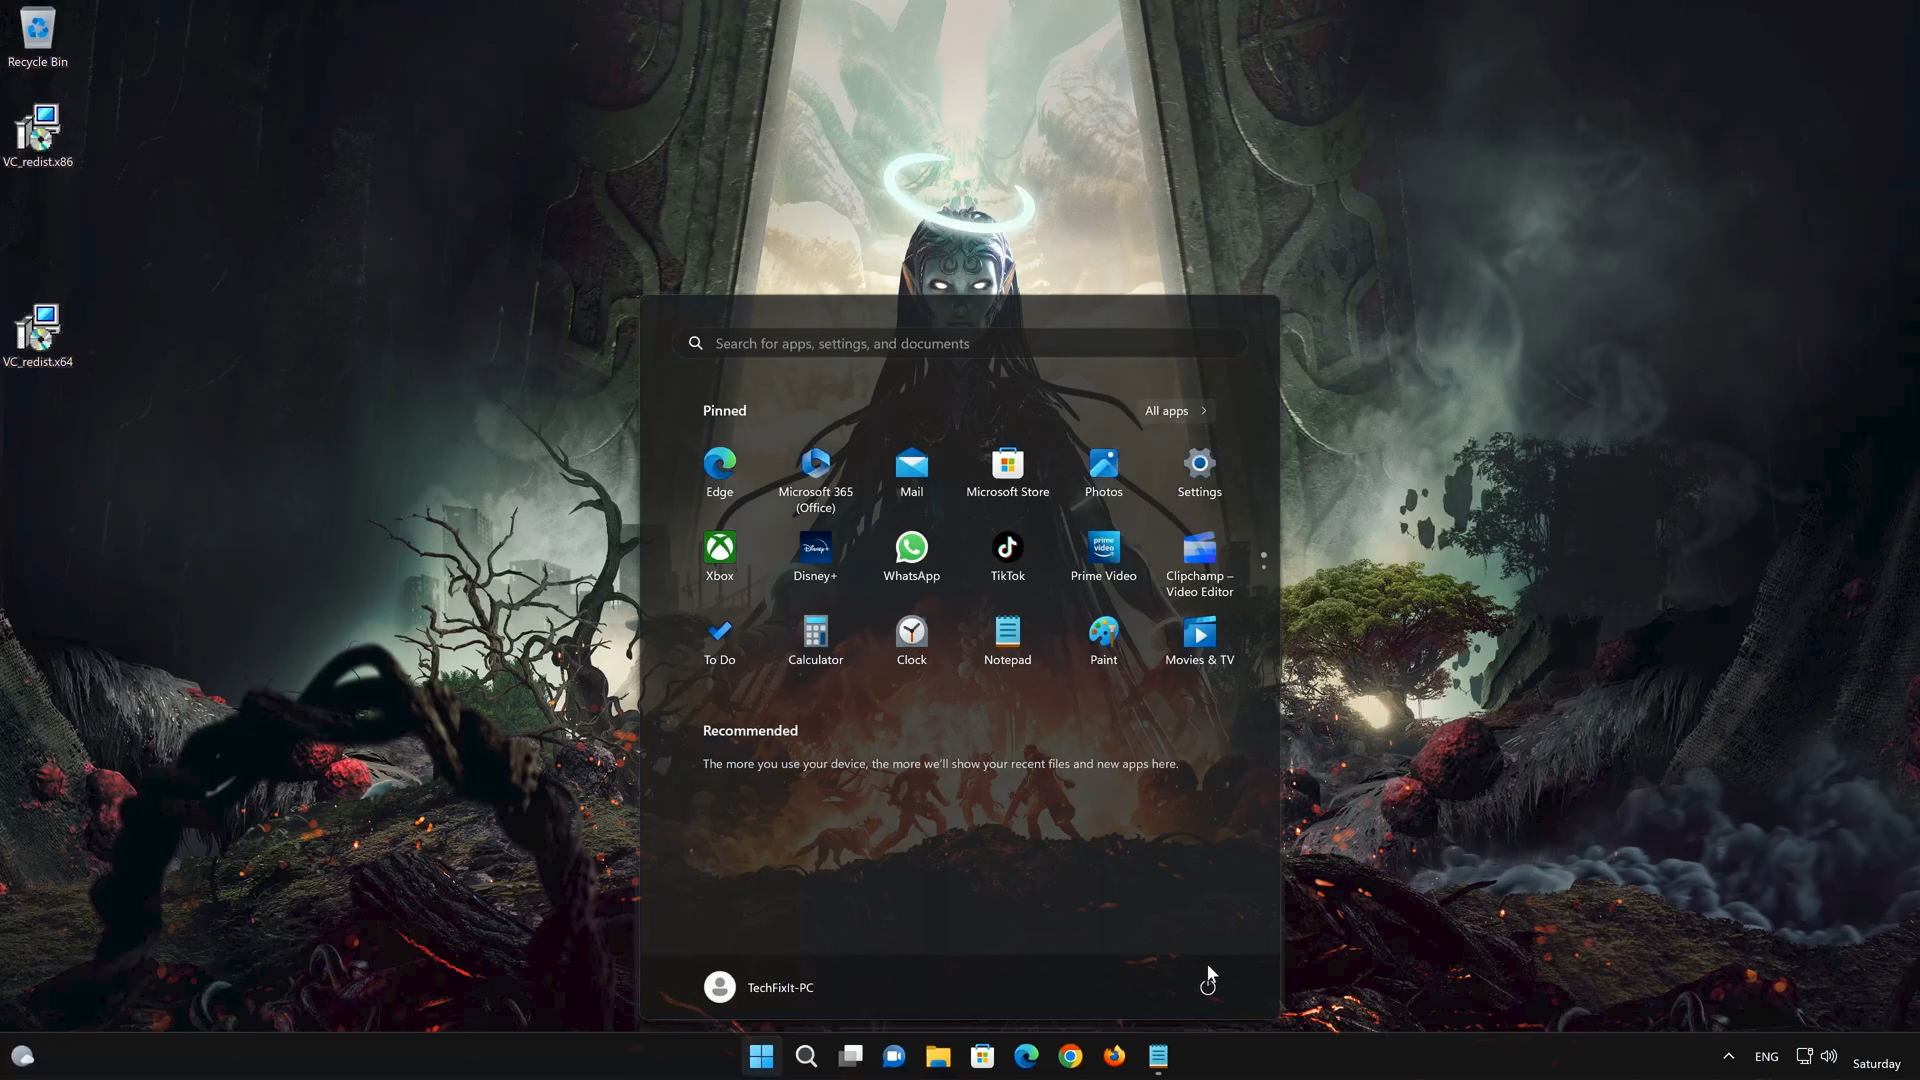 Recycle Bin
VC_redist.x86
VC_redist.x64
Search for apps, settings, and documents
Pinned
All apps
Edge
Microsoft 365
(Office)
Mail
Microsoft Store
Photos
Settings
Xbox
Disney+
Disney+
WhatsApp
TikTok
prime
video
Prime Video
Clipchamp –
Video Editor
To Do
Calculator
Clock
Notepad
Paint
Movies & TV
Recommended
The more you use your device, the more we'll show your recent files and new apps here.
TechFixIt-PC
ENG
Saturday